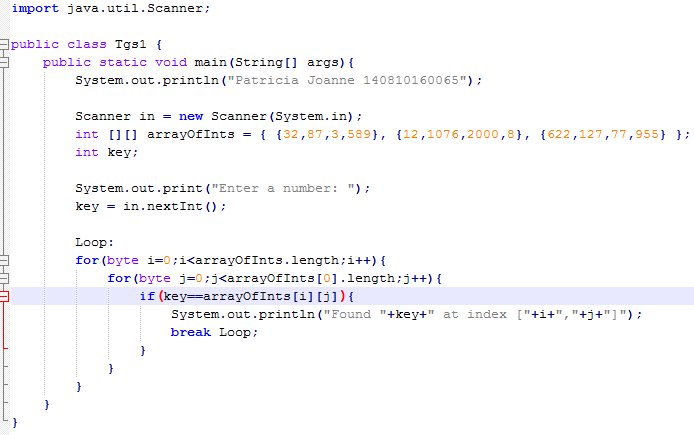 import java.util.Scanner;
public class Tgs1 {
public static void main(String[] args){
System.out.println("Patricia Joanne 140810160065");
Scanner in = new Scanner(System.in);
int [][] arrayOfInts = { {32,87,3,589}, {12,1076,2000,8}, {622,127,77,955} };
int key;
System.out.print("Enter a number: ");
key = in.nextInt();
Loop:
for(byte i=0;i<arrayOfInts.length;i++){
for(byte j=0;j<arrayOfInts[0].length;j++){
if(key==arrayOfInts[i][j]){
System.out.println("Found "+key+" at index ["+i+","+j+"]");
break Loop;
}
}
}
}
}